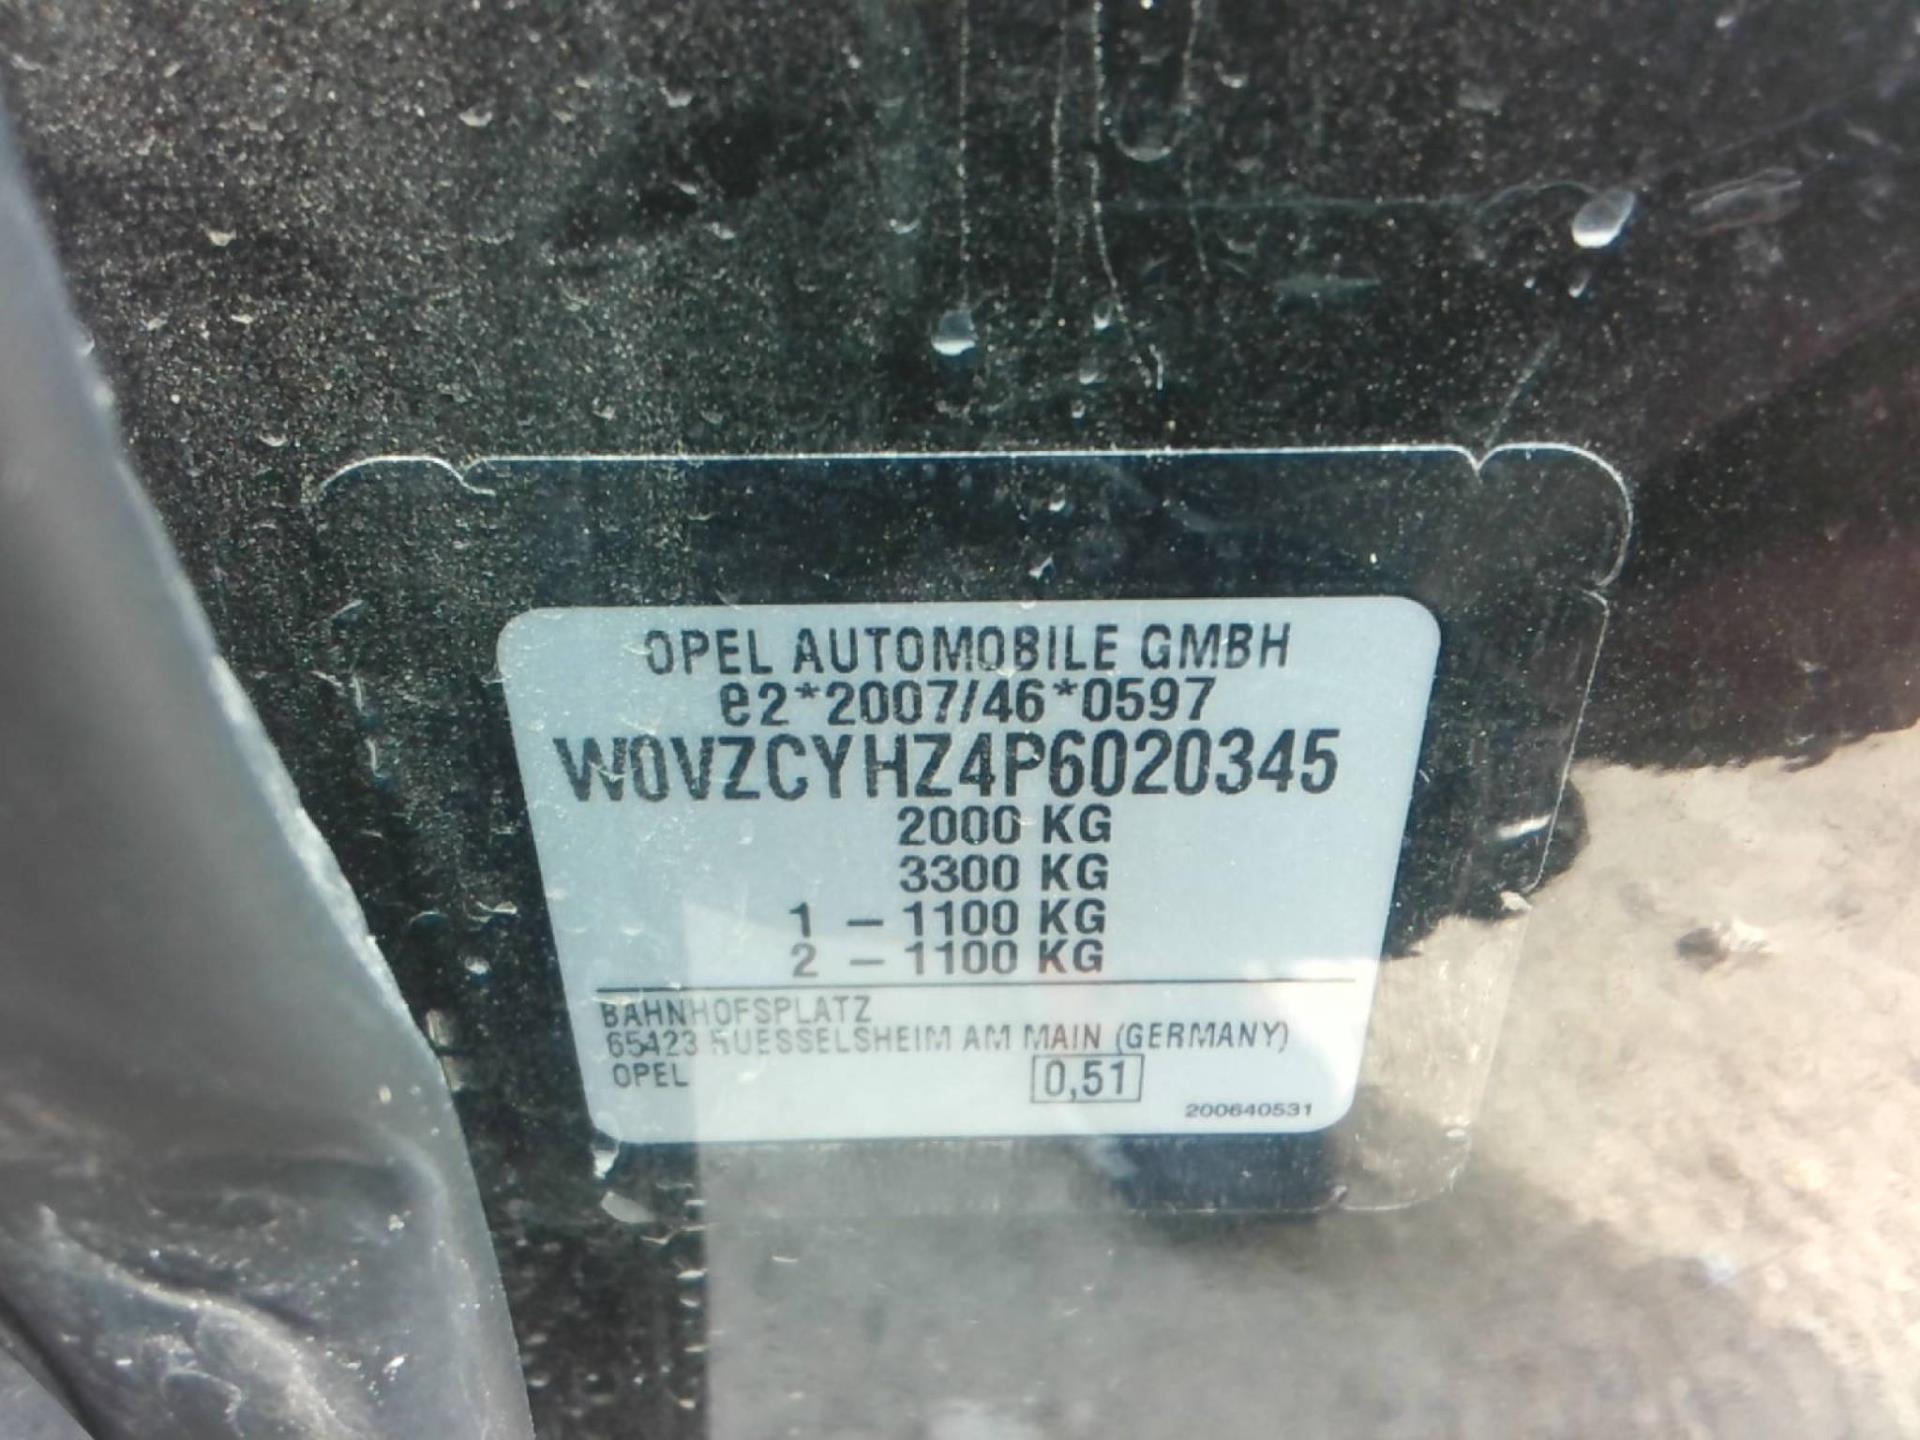 OPEL AUTOMOBILE GMBH
e2*2007/46*0597
W0VZCYHZ4P6020345
2000 KG
3300 KG
1 – 1100 KG
2 – 1100 KG
BAHNHOFSPLATZ
65423 RUESSELSHEIM AM MAIN (GERMANY)
OPEL 0,51
200640531